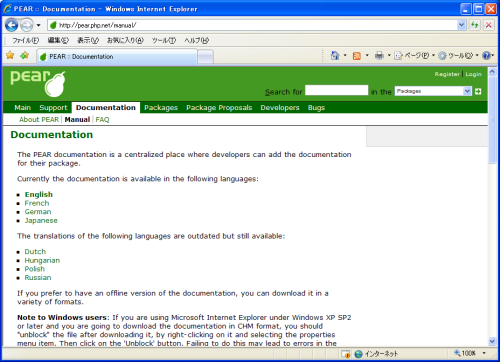 PEAR :: Documentation - Windows Internet Explorer
http://pear.php.net/manual/
ファイル(F) 編集(E) 表示(V) お気に入り(A) ツール(T) ヘルプ(H)
PEAR :: Documentation
ページ(P) ツール(O)
pear
Register | Login
Search for in the Packages
Main Support Documentation Packages Package Proposals Developers Bugs
About PEAR | Manual | FAQ
Documentation
The PEAR documentation is a centralized place where developers can add the documentation
for their package.
Currently the documentation is available in the following languages:
English
French
German
Japanese
The translations of the following languages are outdated but still available:
Dutch
Hungarian
Polish
Russian
If you prefer to have an offline version of the documentation, you can download it in a
variety of formats.
Note to Windows users: If you are using Microsoft Internet Explorer under Windows XP SP2
or later and you are going to download the documentation in CHM format, you should
"unblock" the file after downloading it, by right-clicking on it and selecting the properties
menu item. Then click on the 'Unblock' button. Failing to do this may lead to errors in the
インターネット 100%